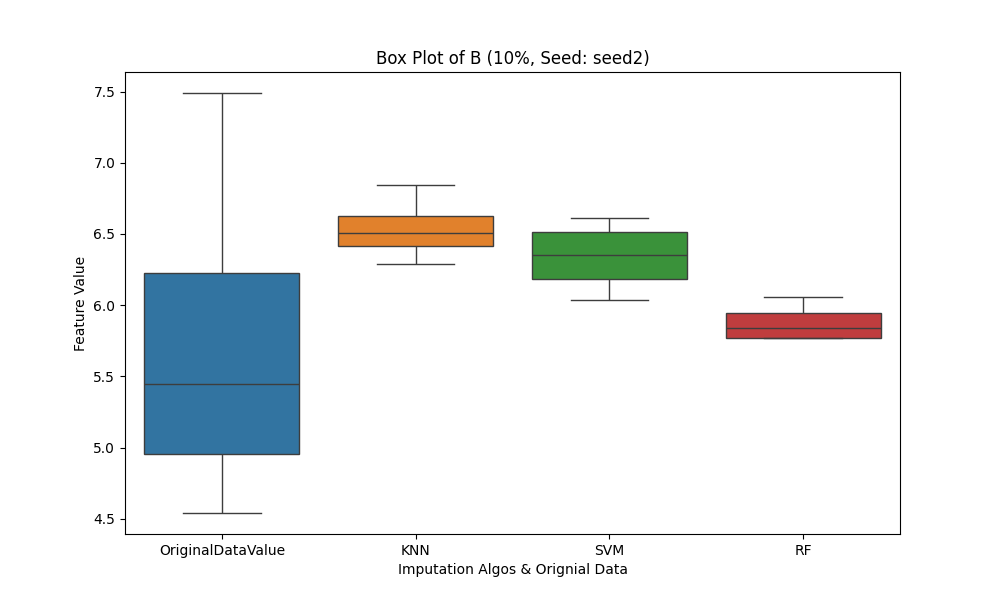 Box Plot of B (10%, Seed: seed2)
7.5
7.0
6.5
6.0
5.5
5.0
4.5
Feature Value
OriginalDataValue KNN SVM RF
Imputation Algos & Orignial Data